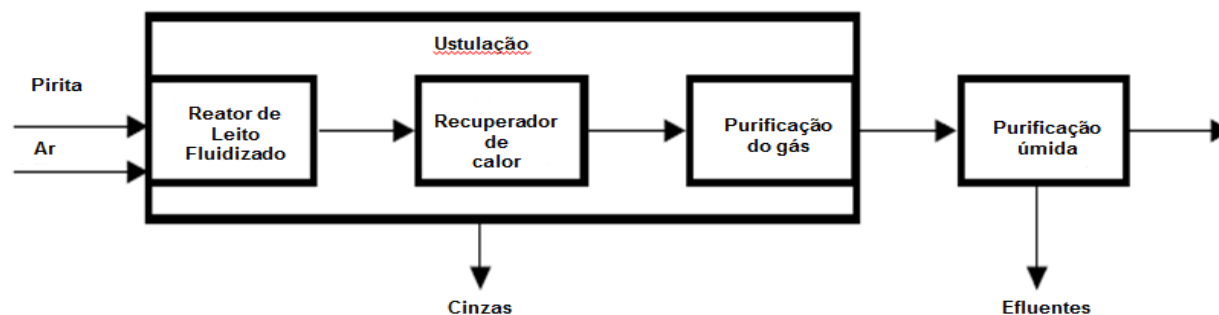 Ustulação
Pirita
Ar
Reator de
Leito
Fluidizado
Recuperador
de
calor
Purificação
do gás
Purificação
úmida
Cinzas
Efluentes